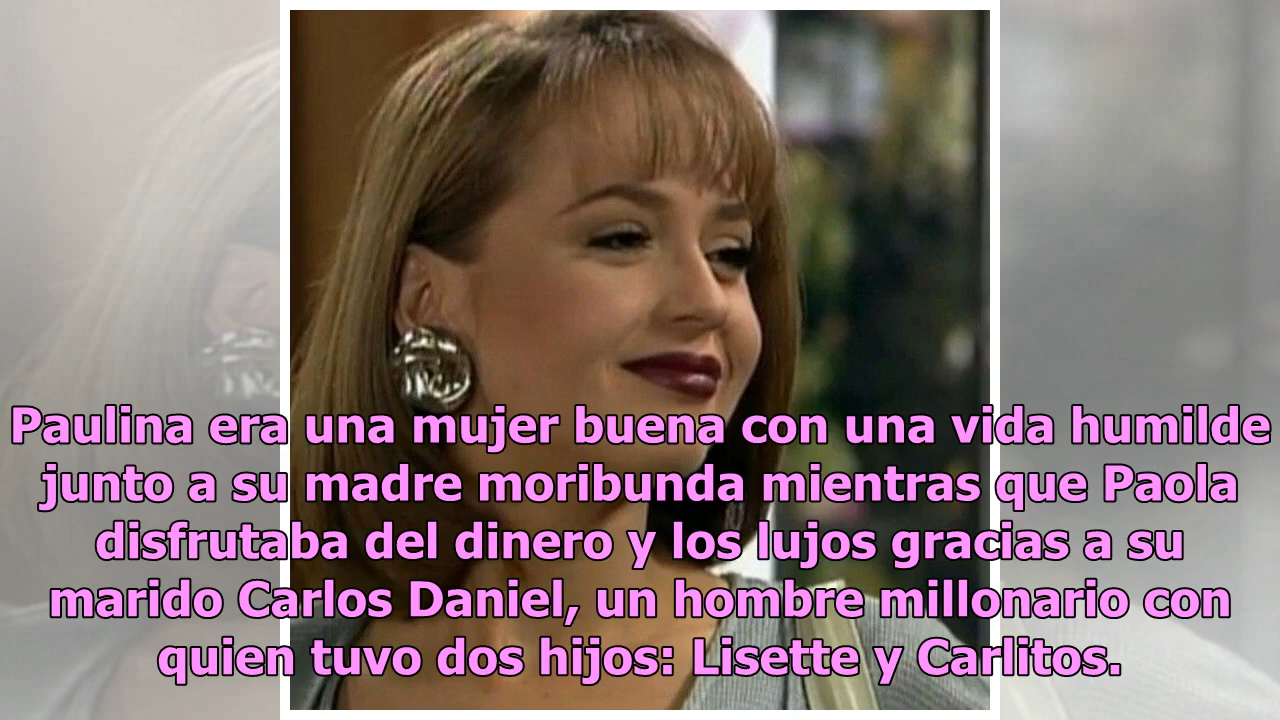 Paulina era una mujer buena con una vida humilde
junto a su madre moribunda mientras que Paola
disfrutaba del dinero y los lujos gracias a su
marido Carlos Daniel, un hombre millonario con
quien tuvo dos hijos: Lisette y Carlitos.